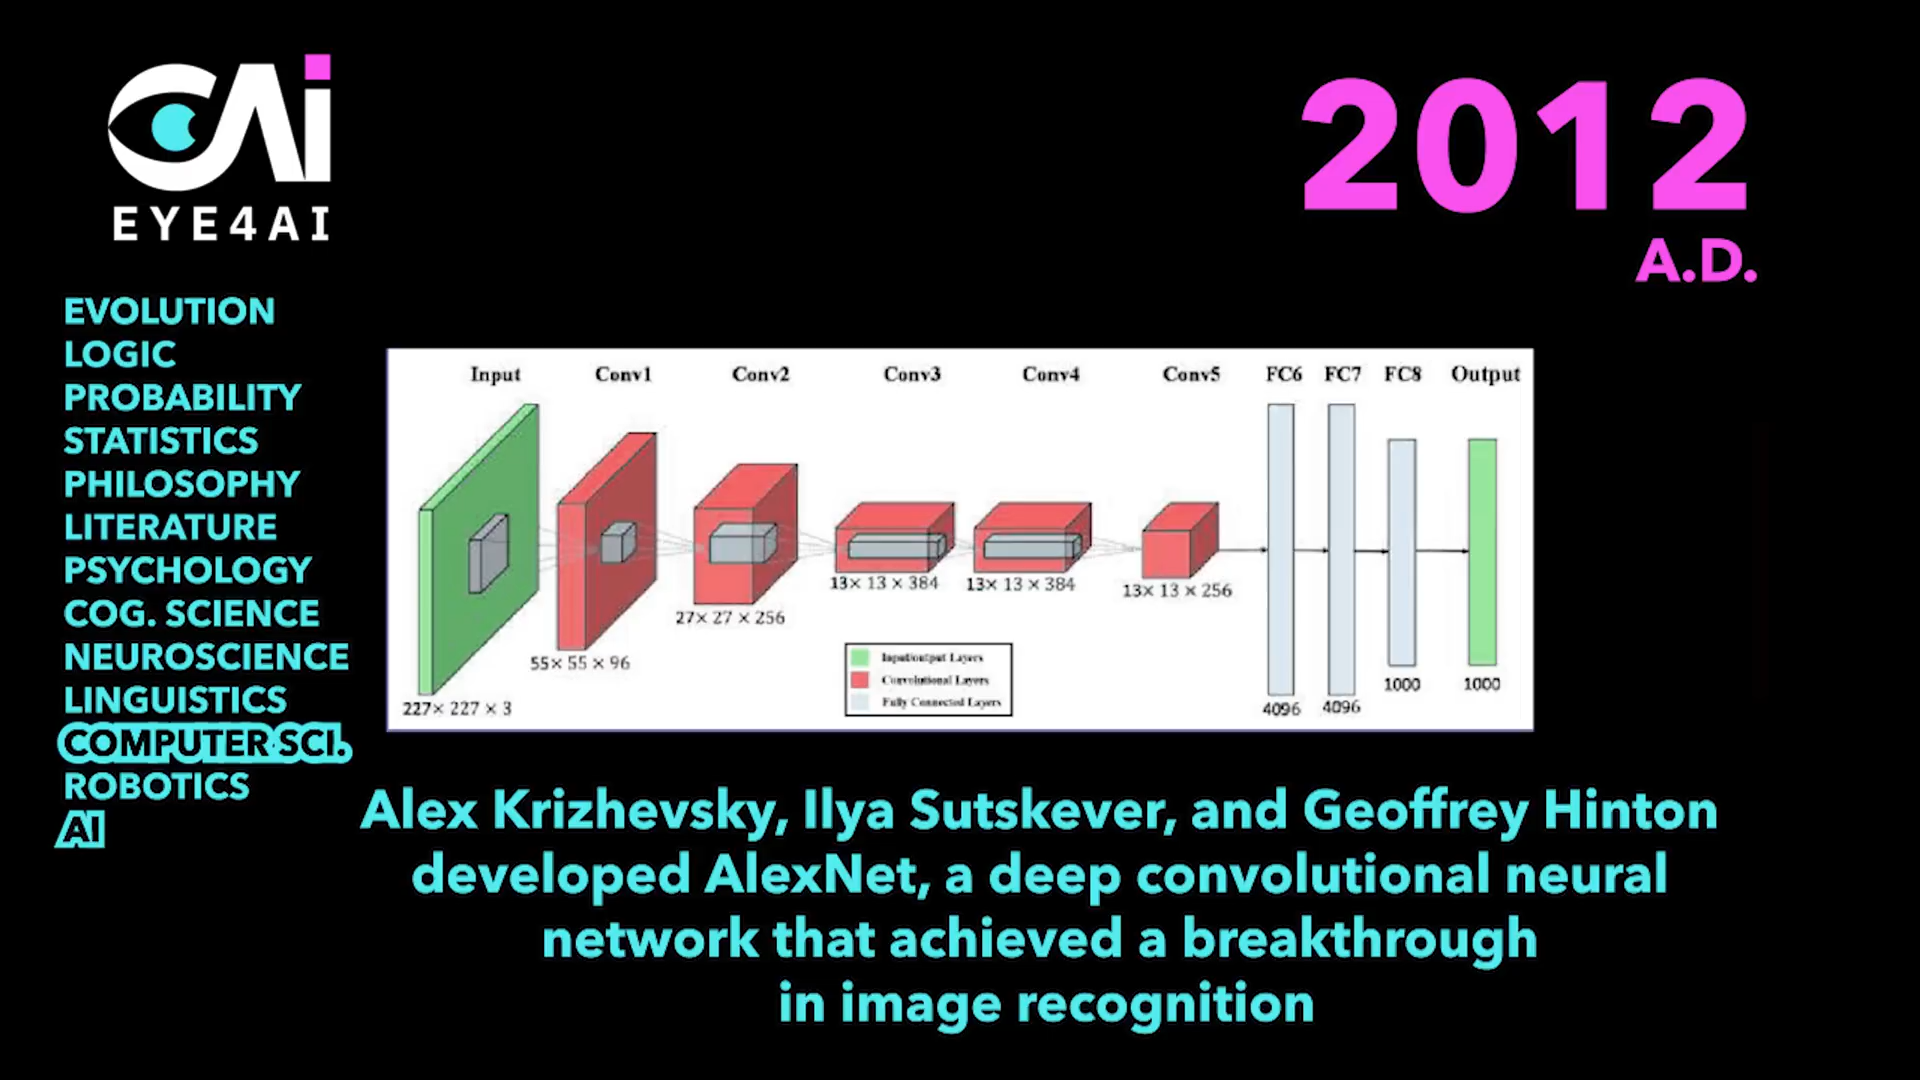 EYE4AI
2012
A.D.
EVOLUTION
LOGIC
PROBABILITY
STATISTICS
PHILOSOPHY
LITERATURE
PSYCHOLOGY
COG. SCIENCE
NEUROSCIENCE
LINGUISTICS
COMPUTER SCI.
ROBOTICS
AI
Input Conv1 Conv2 Conv3 Conv4 Conv5 FC6 FC7 FC8 Output
227× 227 × 3
55× 55 × 96
27× 27 × 256
13× 13 × 384
13× 13 × 384
13× 13 × 256
4096
4096
1000
1000
Input/output Layers
Convolutional Layers
Fully Connected Layers
Alex Krizhevsky, Ilya Sutskever, and Geoffrey Hinton
developed AlexNet, a deep convolutional neural
network that achieved a breakthrough
in image recognition